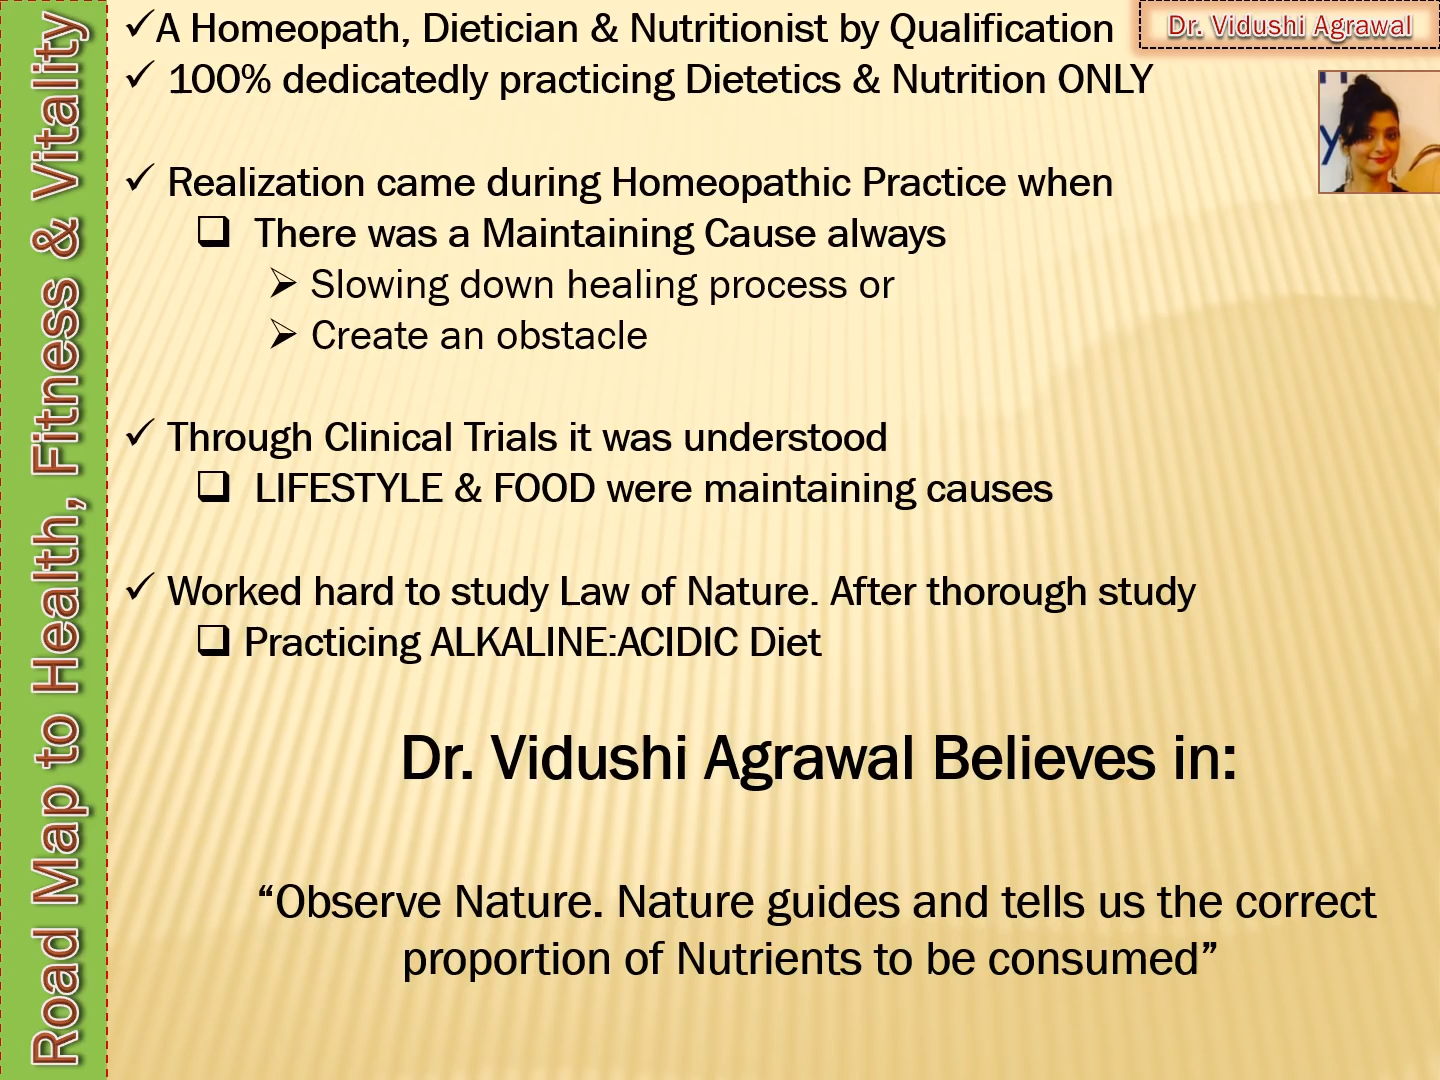 Road Map to Health, Fitness & Vitality
✓A Homeopath, Dietician & Nutritionist by Qualification
Dr. Vidushi Agrawal
✓ 100% dedicatedly practicing Dietetics & Nutrition ONLY
✓ Realization came during Homeopathic Practice when
❑ There was a Maintaining Cause always
➢ Slowing down healing process or
➢ Create an obstacle
✓ Through Clinical Trials it was understood
❑ LIFESTYLE & FOOD were maintaining causes
✓ Worked hard to study Law of Nature. After thorough study
❑ Practicing ALKALINE:ACIDIC Diet
Dr. Vidushi Agrawal Believes in:
“Observe Nature. Nature guides and tells us the correct
proportion of Nutrients to be consumed”